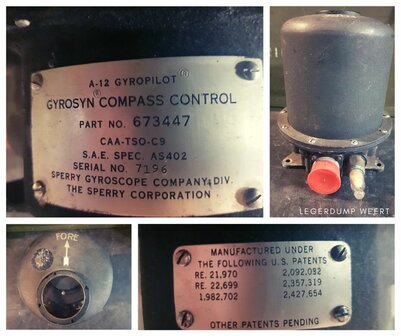 A-12 GYROPILOT®
GYROSYN® COMPASS CONTROL
PART NO. 673447
CAA-TSO-C9
S.A.E. SPEC. AS402
SERIAL NO. 7196
SPERRY GYROSCOPE COMPANY, DIV.
THE SPERRY CORPORATION
LEGERDUMP WEERT
FORE
MANUFACTURED UNDER
THE FOLLOWING U.S. PATENTS
RE. 21,970 2,092,032
RE. 22,699 2,357,319
1,982,702 2,427,654
OTHER PATENTS PENDING